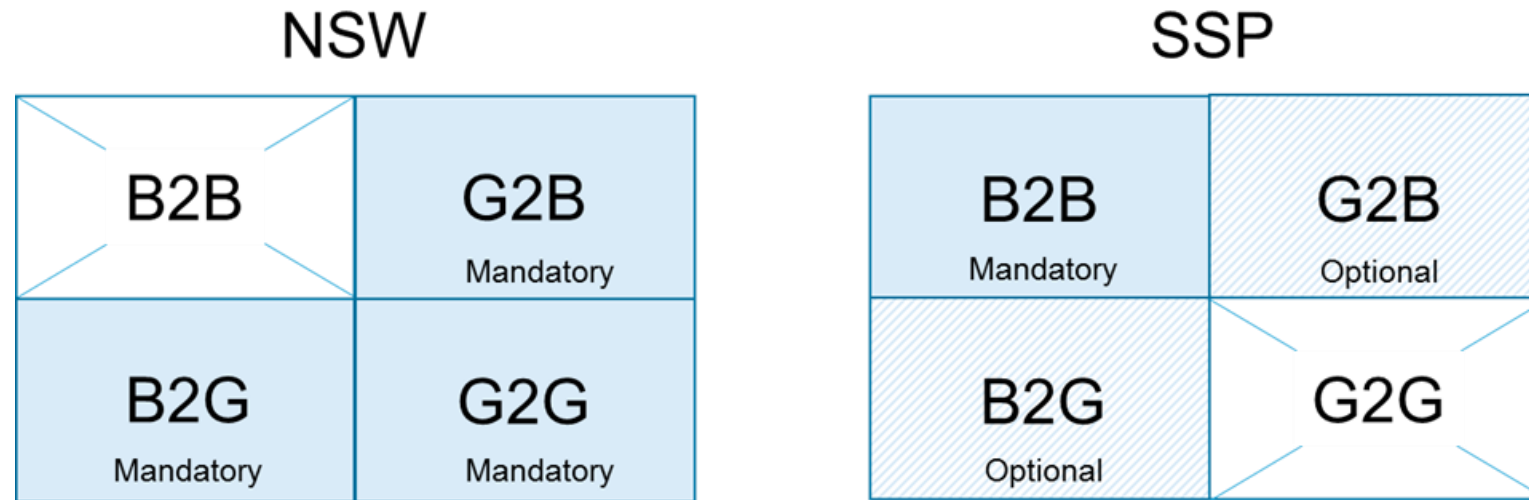 NSW
SSP
B2B
G2B
Mandatory
B2G
Mandatory
G2G
Mandatory
B2B
Mandatory
G2B
Optional
B2G
Optional
G2G